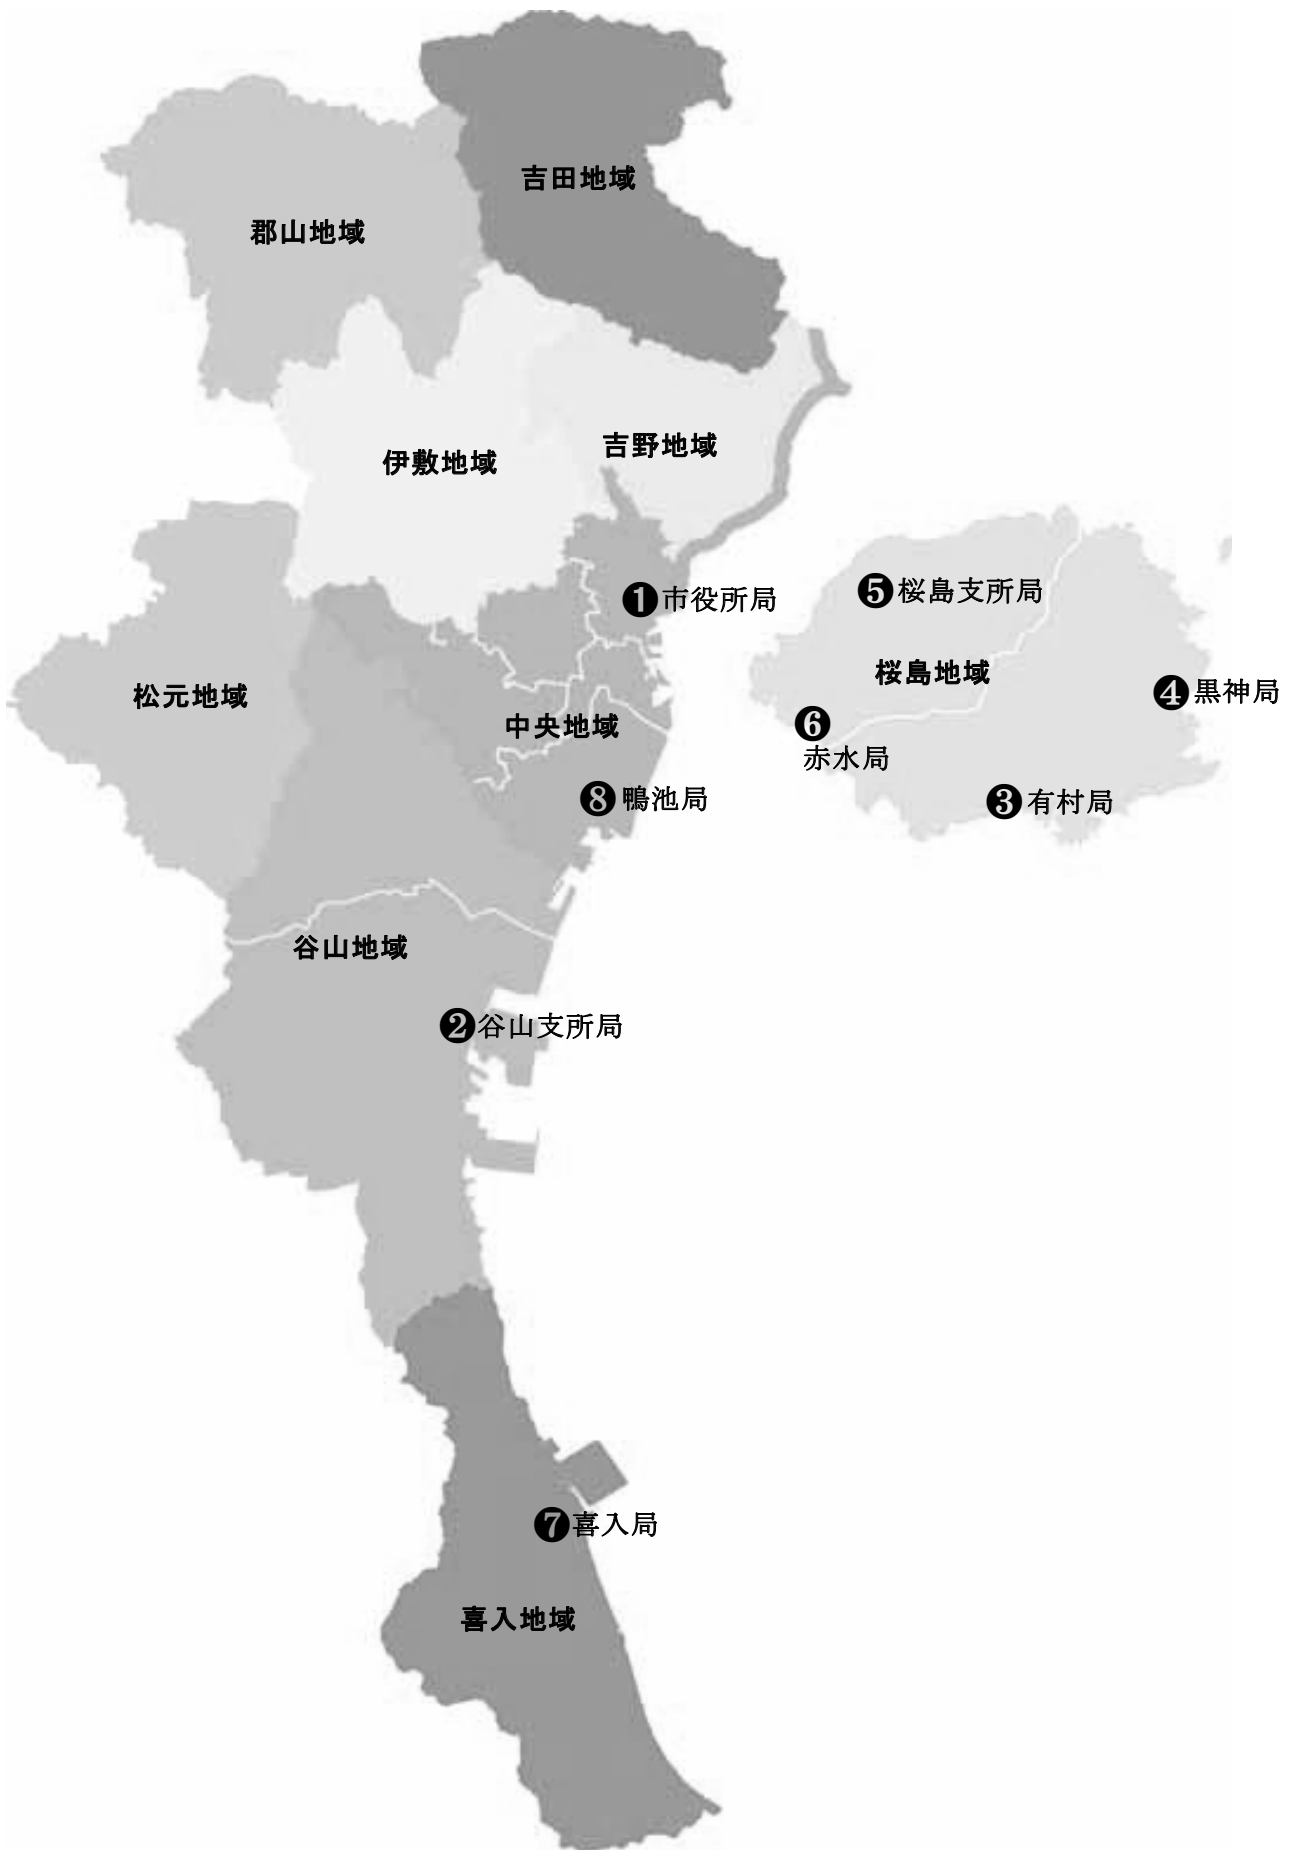 吉田地域
郡山地域
吉野地域
伊敷地域
❶市役所局
❺桜島支所局
桜島地域
❹黒神局
松元地域
中央地域
❻
赤水局
❽鴨池局
❸有村局
谷山地域
❷谷山支所局
❼喜入局
喜入地域